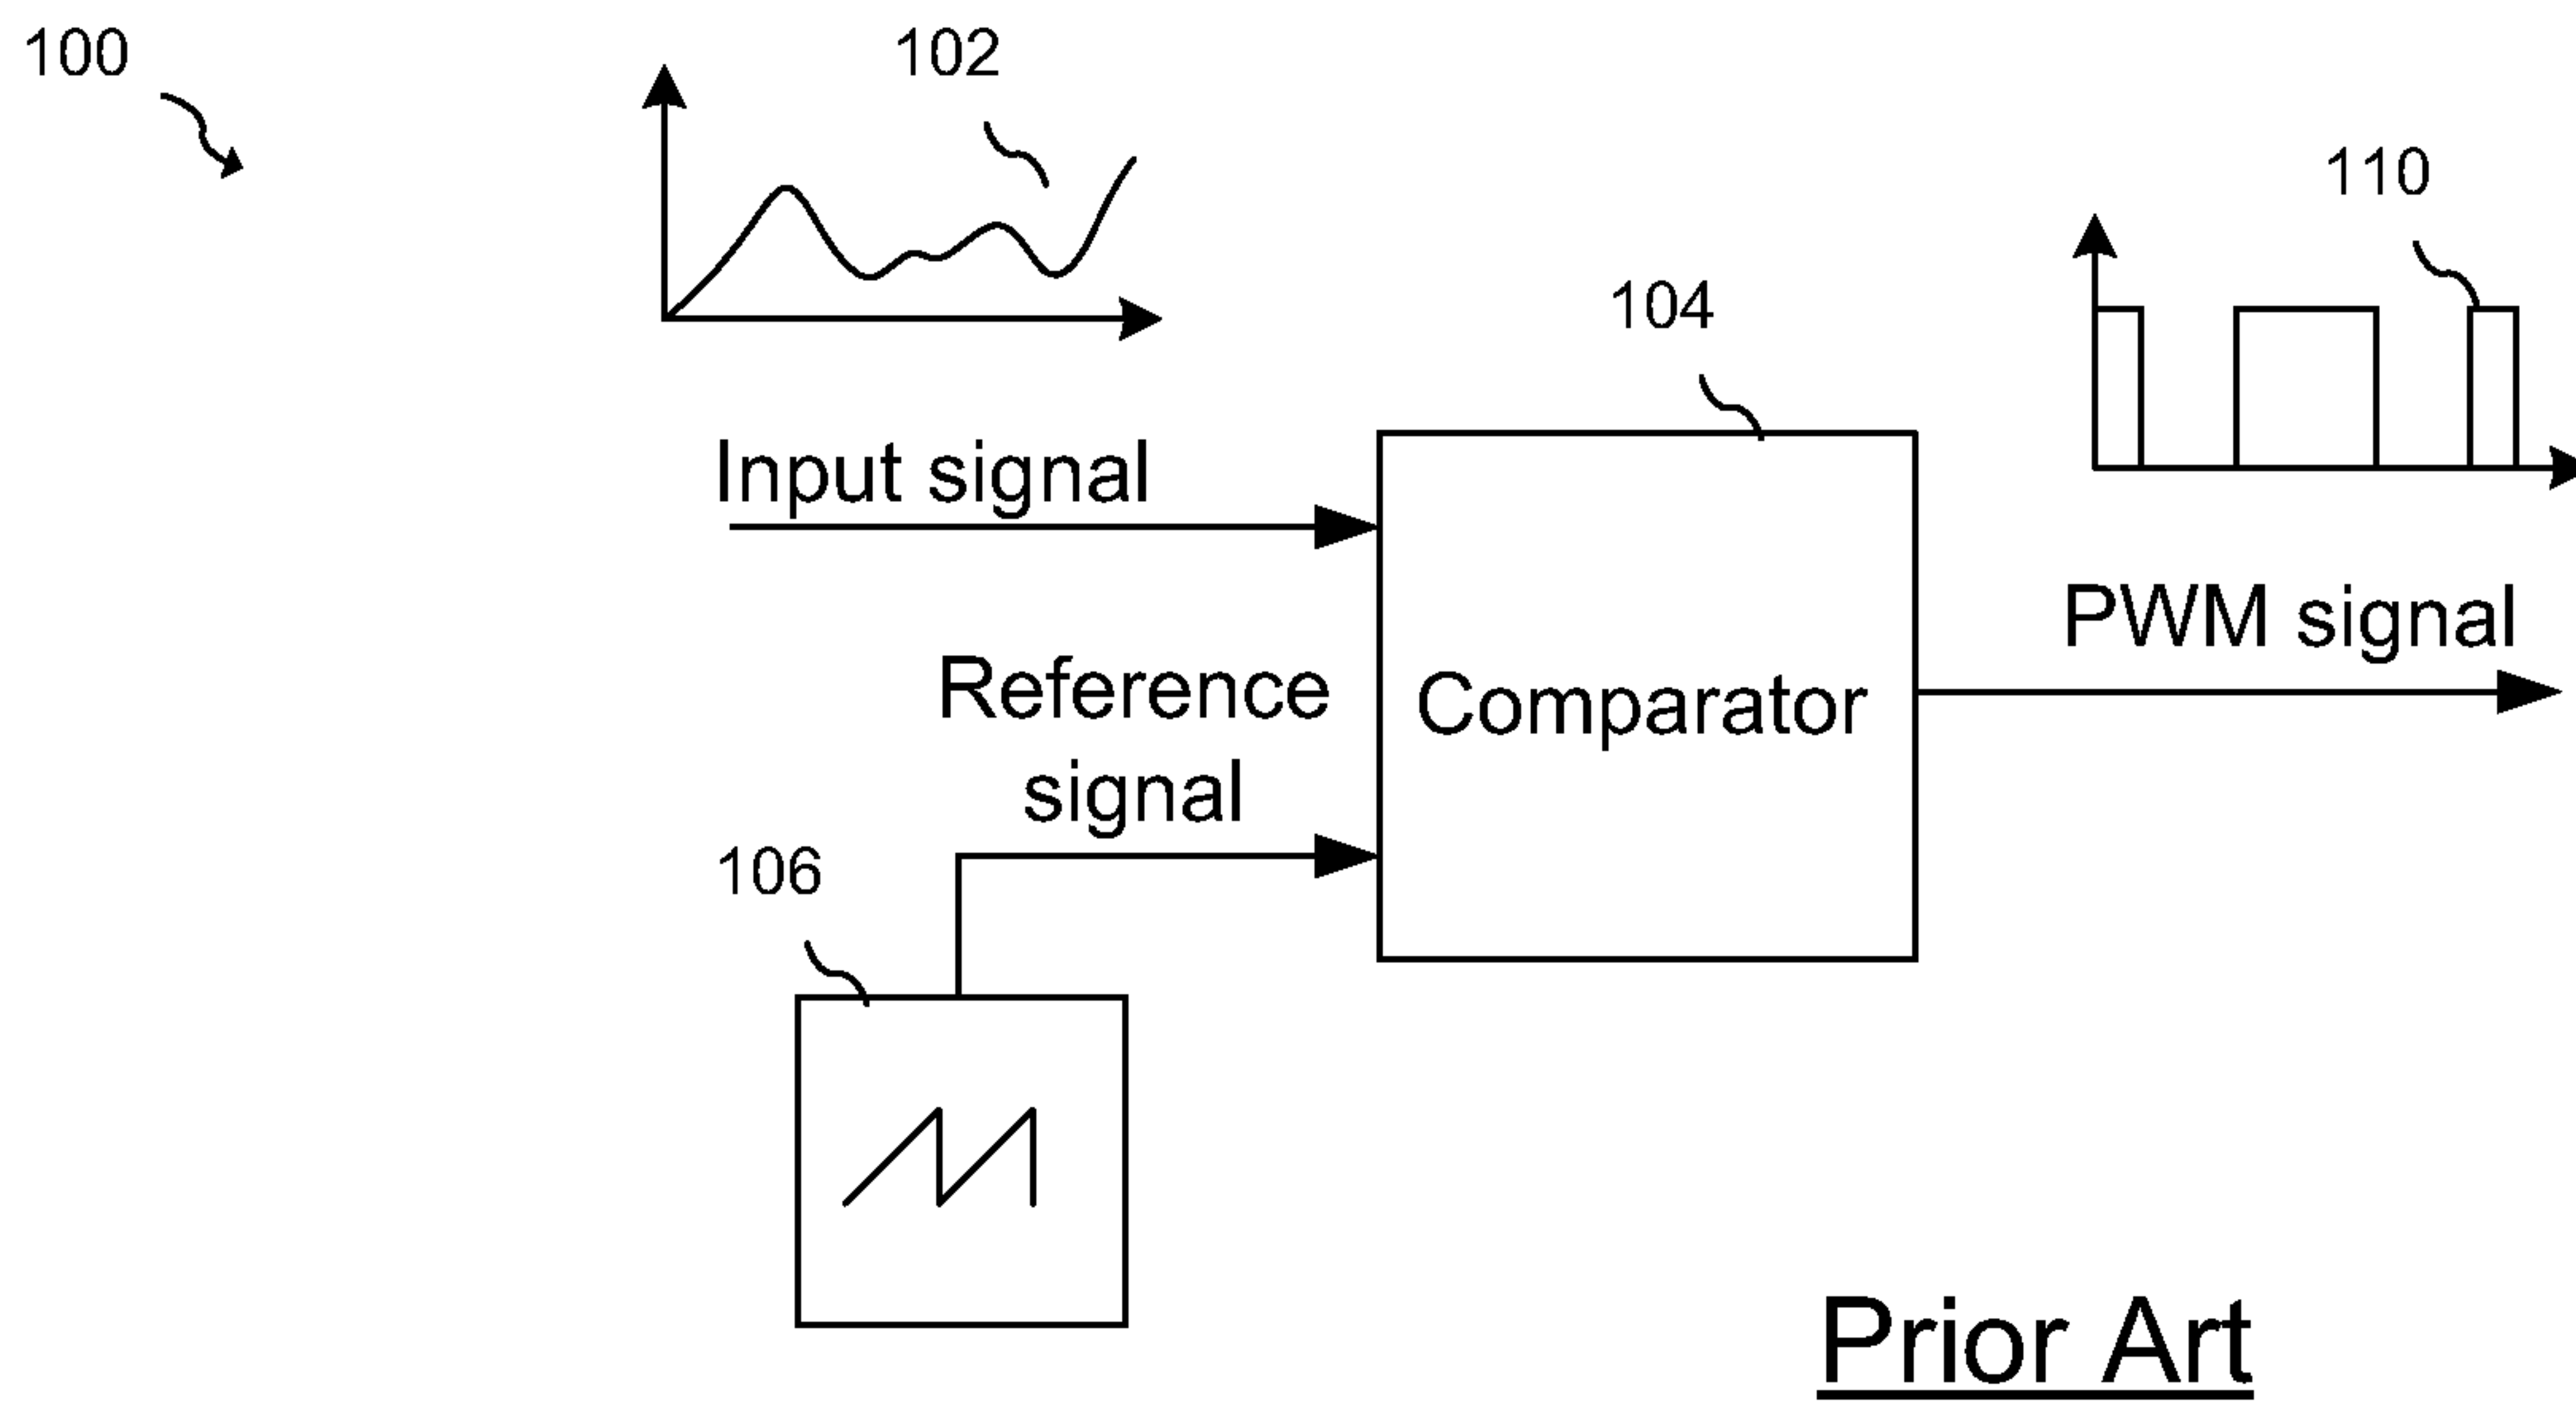 100
102
110
104
Input signal
PWM signal
Reference
signal
Comparator
106
Prior Art